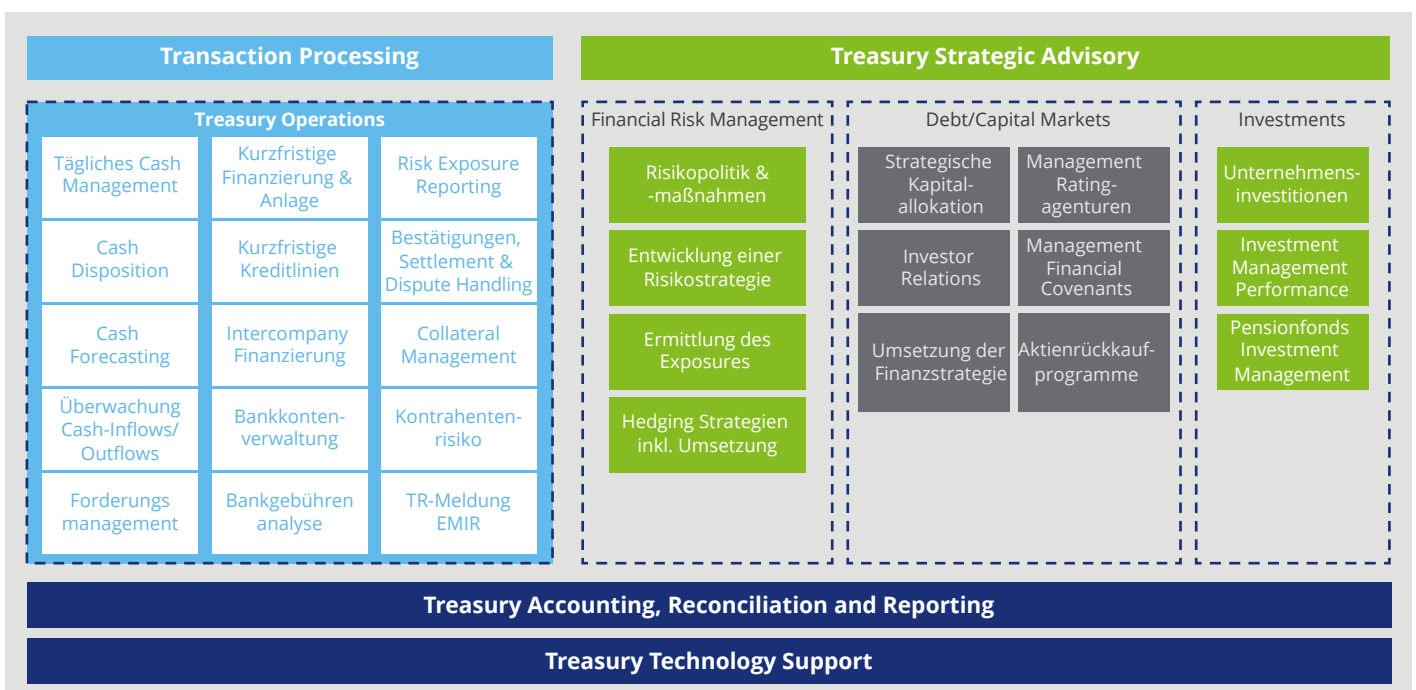 Transaction Processing
Treasury Strategic Advisory
Treasury Operations
Tägliches Cash
Management
Kurzfristige
Finanzierung &
Anlage
Risk Exposure
Reporting
Cash
Disposition
Kurzfristige
Kreditlinien
Bestätigungen,
Settlement &
Dispute Handling
Cash
Forecasting
Intercompany
Finanzierung
Collateral
Management
Überwachung
Cash-Inflows/
Outflows
Bankkonten-
verwaltung
Kontrahenten-
risiko
Forderungs
management
Bankgebühren
analyse
TR-Meldung
EMIR
Financial Risk Management
Risikopolitik &
-maßnahmen
Entwicklung einer
Risikostrategie
Ermittlung des
Exposures
Hedging Strategien
inkl. Umsetzung
Debt/Capital Markets
Strategische
Kapital-
allokation
Management
Rating-
agenturen
Investor
Relations
Management
Financial
Covenants
Umsetzung der
Finanzstrategie
Aktienrückkauf-
programme
Investments
Unternehmens-
investitionen
Investment
Management
Performance
Pensionfonds
Investment
Management
Treasury Accounting, Reconciliation and Reporting
Treasury Technology Support